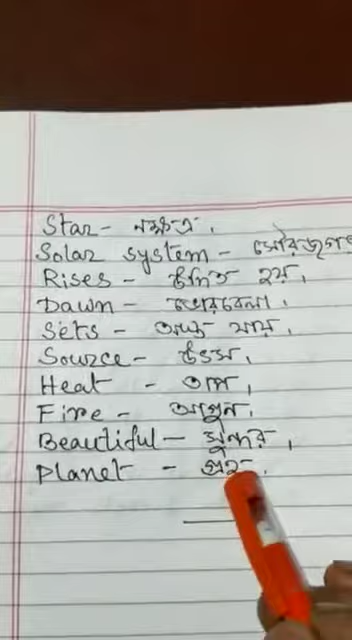 Star - নক্ষত্র.
Solar system - সৌরজগৎ
Rises - উদিত হয়.
Dawn - ভোরবেলা.
Sets - অস্ত যায়.
Source - উৎস.
Heat - তাপ.
Fire - আগুন.
Beautiful - সুন্দর.
Planet - গ্রহ.